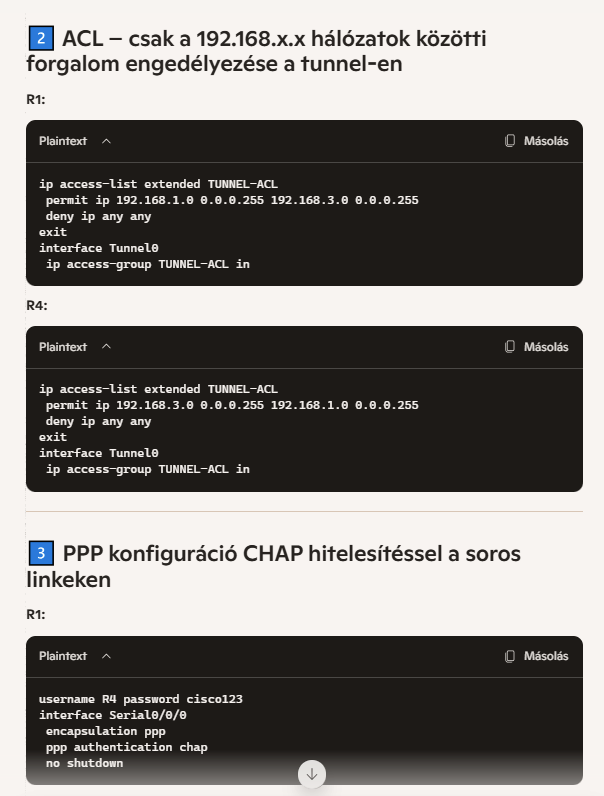 2 ACL – csak a 192.168.x.x hálózatok közötti
forgalom engedélyezése a tunnel-en
R1:
Plaintext
Másolás
ip access-list extended TUNNEL-ACL
 permit ip 192.168.1.0 0.0.0.255 192.168.3.0 0.0.0.255
 deny ip any any
exit
interface Tunnel0
 ip access-group TUNNEL-ACL in
R4:
Plaintext
Másolás
ip access-list extended TUNNEL-ACL
 permit ip 192.168.3.0 0.0.0.255 192.168.1.0 0.0.0.255
 deny ip any any
exit
interface Tunnel0
 ip access-group TUNNEL-ACL in
3 PPP konfiguráció CHAP hitelesítéssel a soros
linkeken
R1:
Plaintext
Másolás
username R4 password cisco123
interface Serial0/0/0
 encapsulation ppp
 ppp authentication chap
 no shutdown